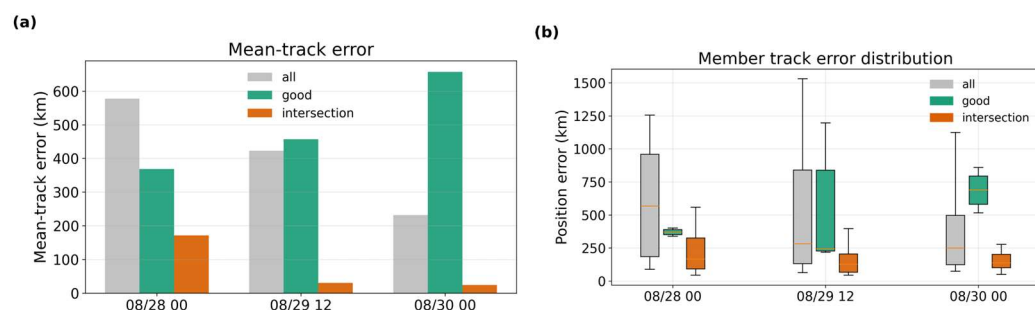 (a)
Mean-track error
all
good
intersection
Mean-track error (km)
600
500
400
300
200
100
0
08/28 00
08/29 12
08/30 00
(b)
Member track error distribution
all
good
intersection
Position error (km)
1500
1250
1000
750
500
250
0
08/28 00
08/29 12
08/30 00